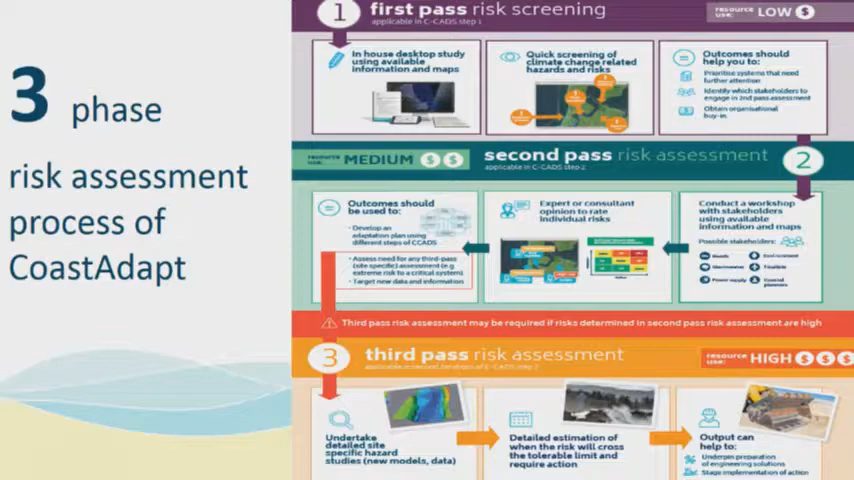 3 phase
risk assessment
process of
CoastAdapt
1 first pass risk screening
applicable in C-CADS step 1
resource
use: LOW $
In house desktop study
using available
information and maps
Quick screening of
climate change related
hazards and risks
Outcomes should
help you to:
Prioritise systems that need
further attention
Identify which stakeholders to
engage in 2nd pass assessment
Obtain organisational
buy-in
resource
use: MEDIUM $ $
second pass risk assessment 2
applicable in C-CADS step 2
Outcomes should
be used to:
• Develop an
adaptation plan using
different steps of CCADS
• Assess need for any third-pass
(site specific) assessment (e.g
extreme risk to a critical system)
• Target new data and information
Expert or consultant
opinion to rate
individual risks
Conduct a workshop
with stakeholders
using available
information and maps
Possible stakeholders:
Roads
Environment
Tourism
Power supply
Third pass risk assessment may be required if risks determined in second pass risk assessment are high
3 third pass risk assessment
resource
use: HIGH $ $ $
Undertake
detailed site
specific hazard
studies (new models, data)
Detailed estimation of
when the risk will cross
the tolerable limit and
require action
Output can
help to:
Underpin preparation
of engineering solutions
Stage implementation of action